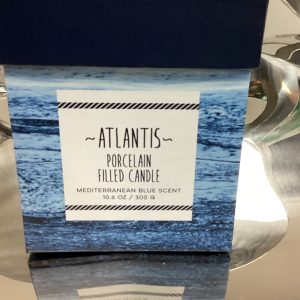 ~ATLANTIS~
PORCELAIN
FILLED CANDLE
MEDITERRANEAN BLUE SCENT
10.6 OZ / 300 G